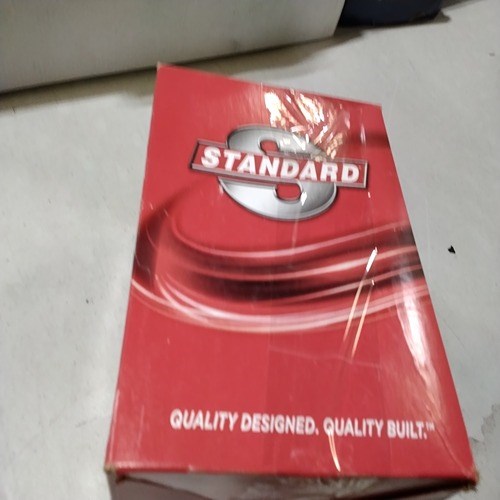 S
STANDARD
QUALITY DESIGNED. QUALITY BUILT.™